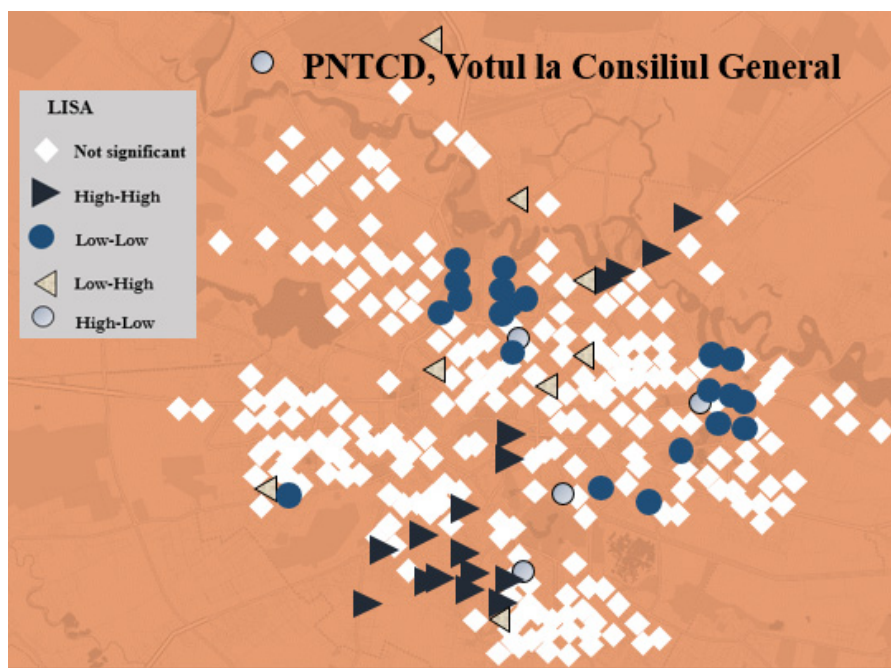 PNTCD, Votul la Consiliul General
LISA
Not significant
High-High
Low-Low
Low-High
High-Low